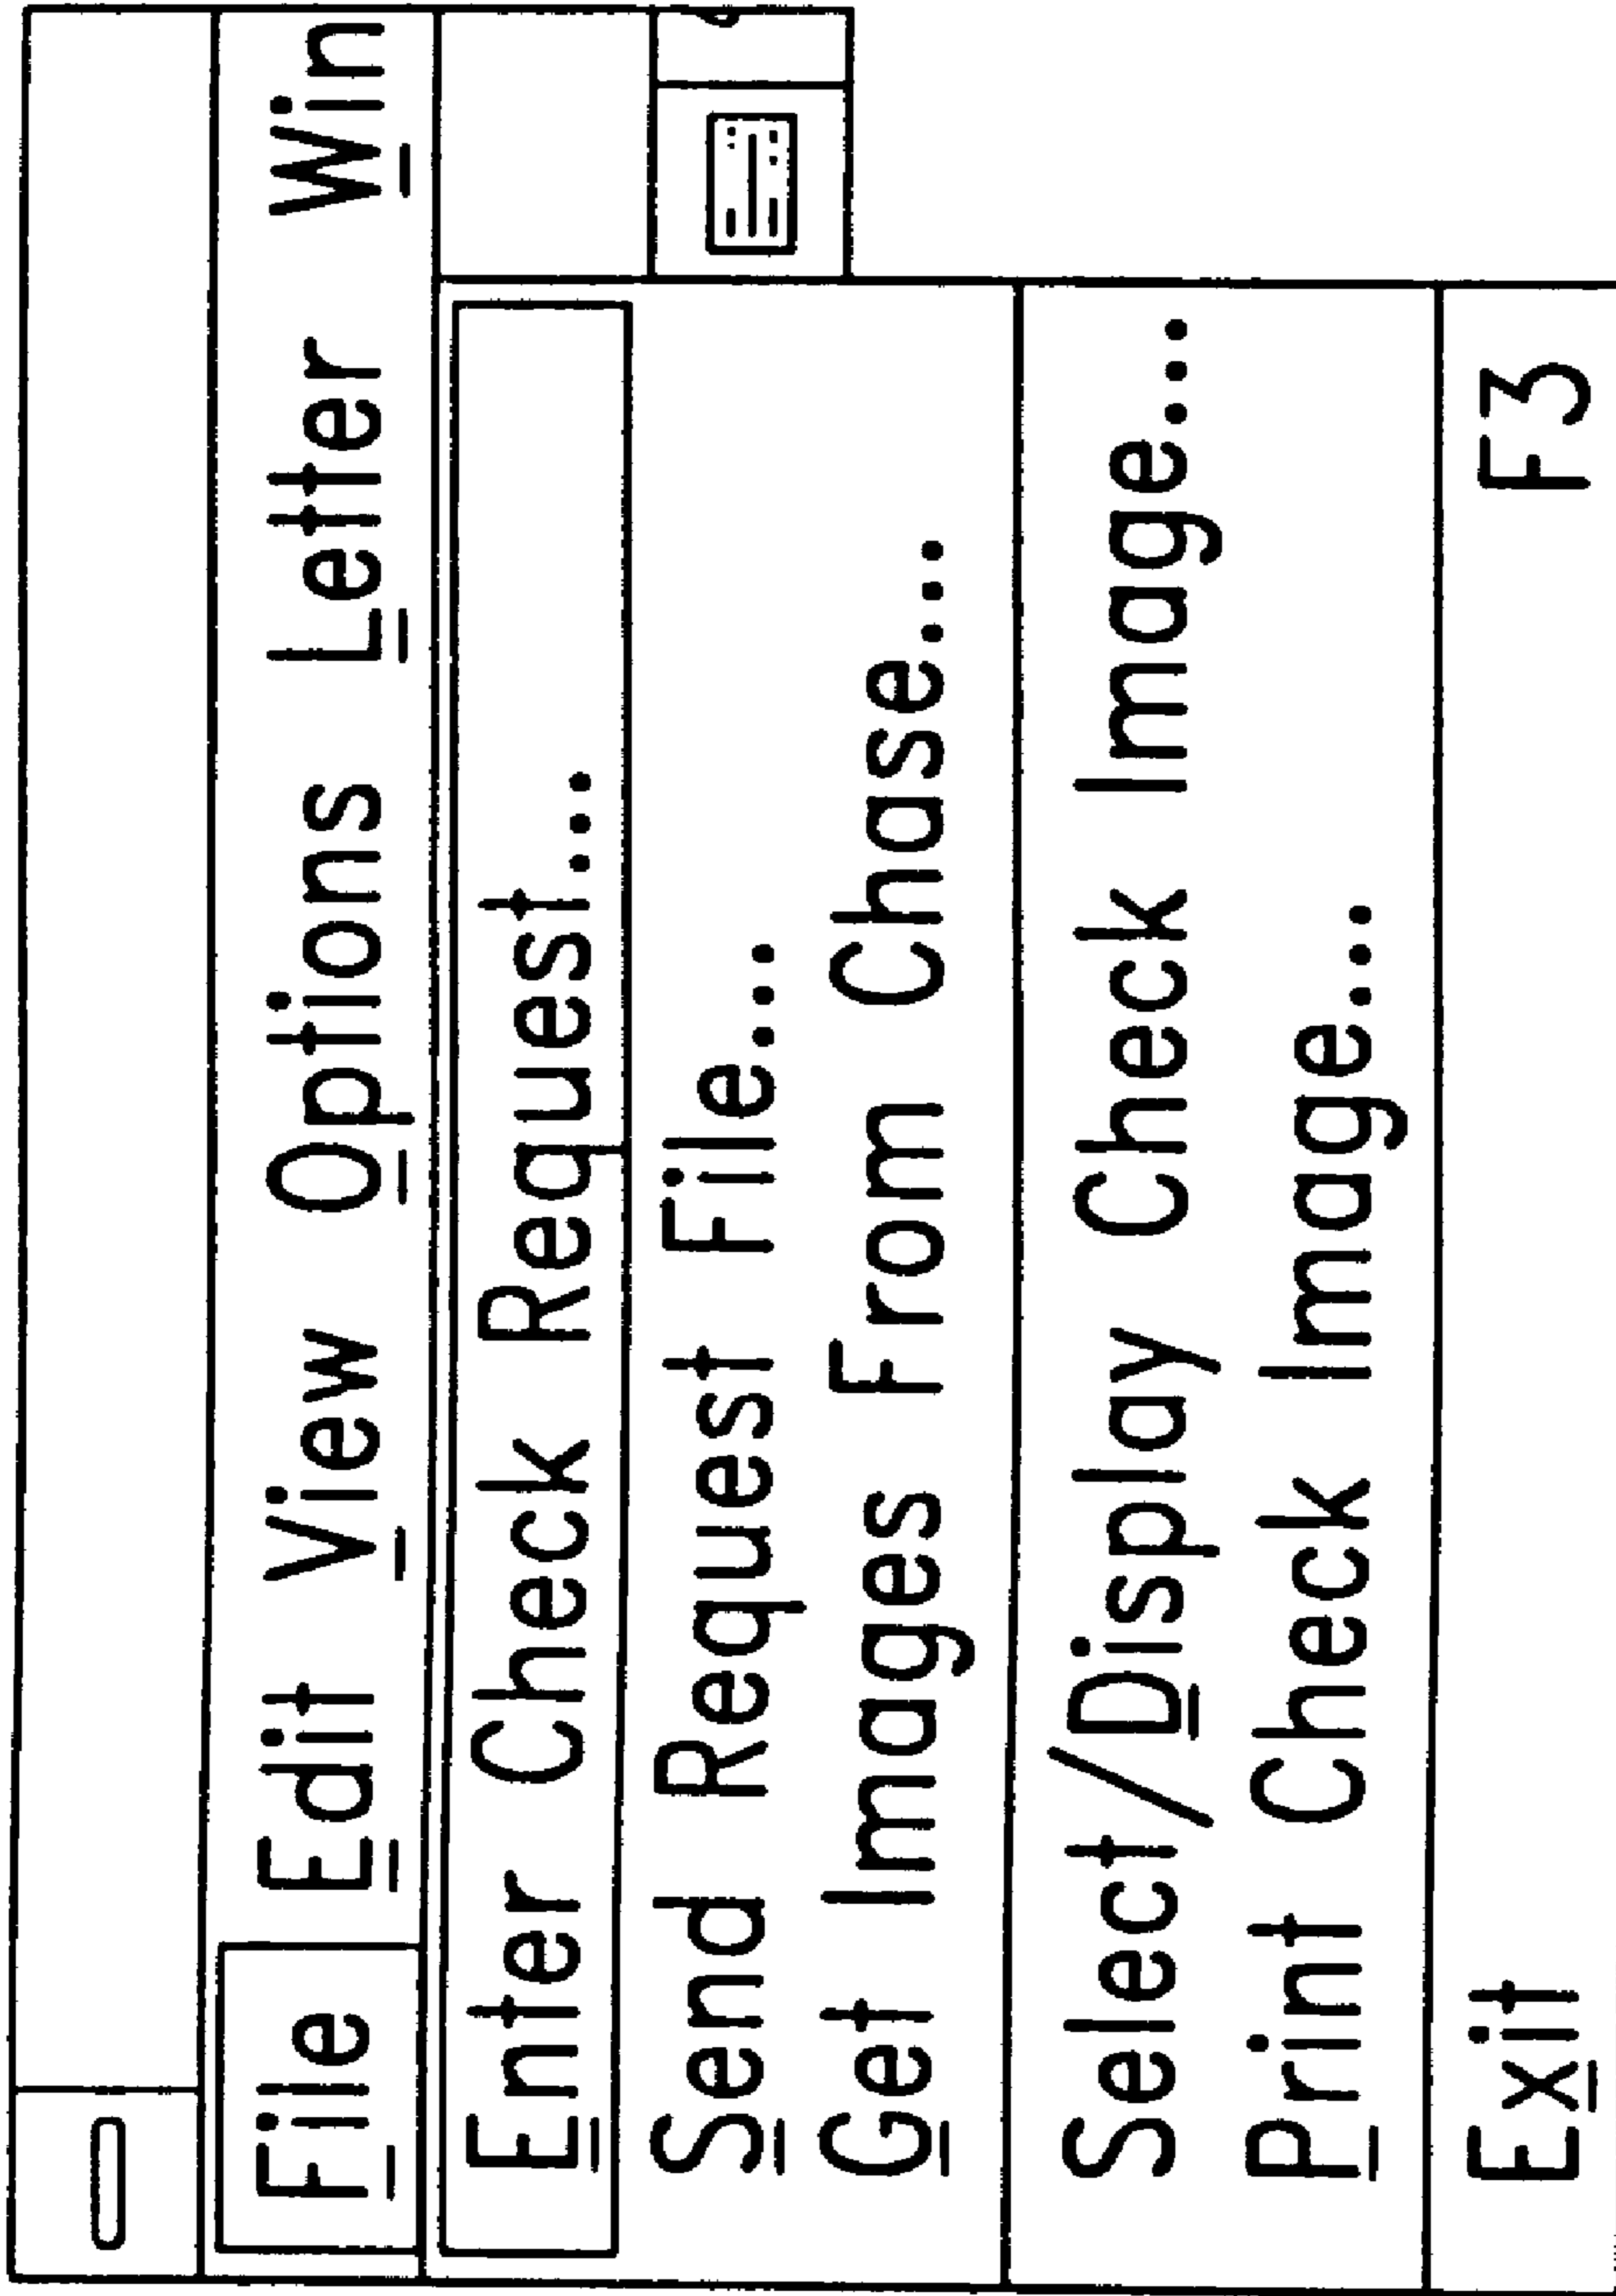 File Edit View Options Letter Win
Enter Check Request...
Send Request File...
Get Images From Chase...
Select/Display Check Image...
Print Check Image...
Exit F3